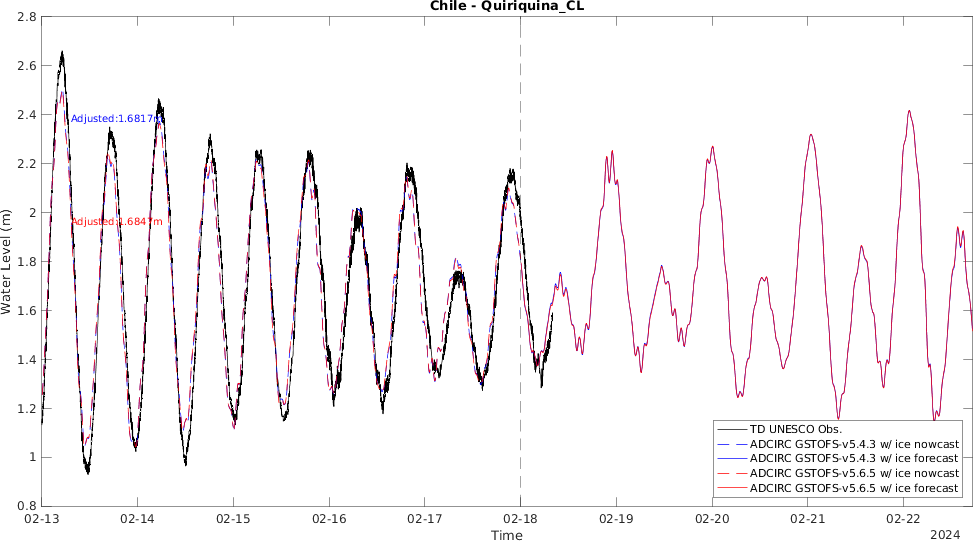 Chile - Quiriquina_CL
2.8
2.6
2.4
2.2
2
1.8
1.6
1.4
1.2
1
0.8
Water Level (m)
Adjusted:1.6817m
Adjusted:1.6847m
TD UNESCO Obs.
ADCIRC GSTOFS-v5.4.3 w/ ice nowcast
ADCIRC GSTOFS-v5.4.3 w/ ice forecast
ADCIRC GSTOFS-v5.6.5 w/ ice nowcast
ADCIRC GSTOFS-v5.6.5 w/ ice forecast
02-13 02-14 02-15 02-16 02-17 02-18 02-19 02-20 02-21 02-22
Time
2024